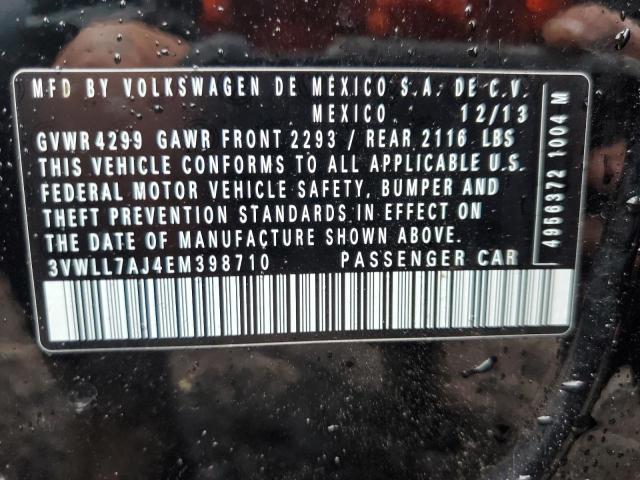 MFD BY VOLKSWAGEN DE MEXICO S.A. DE C.V.
MEXICO 12/13
GVWR 4299 GAWR FRONT 2293 / REAR 2116 LBS
THIS VEHICLE CONFORMS TO ALL APPLICABLE U.S.
FEDERAL MOTOR VEHICLE SAFETY, BUMPER AND
THEFT PREVENTION STANDARDS IN EFFECT ON
THE DATE OF MANUFACTURE SHOWN ABOVE.
3VWLL7AJ4EM398710 PASSENGER CAR
4956372 1004 M